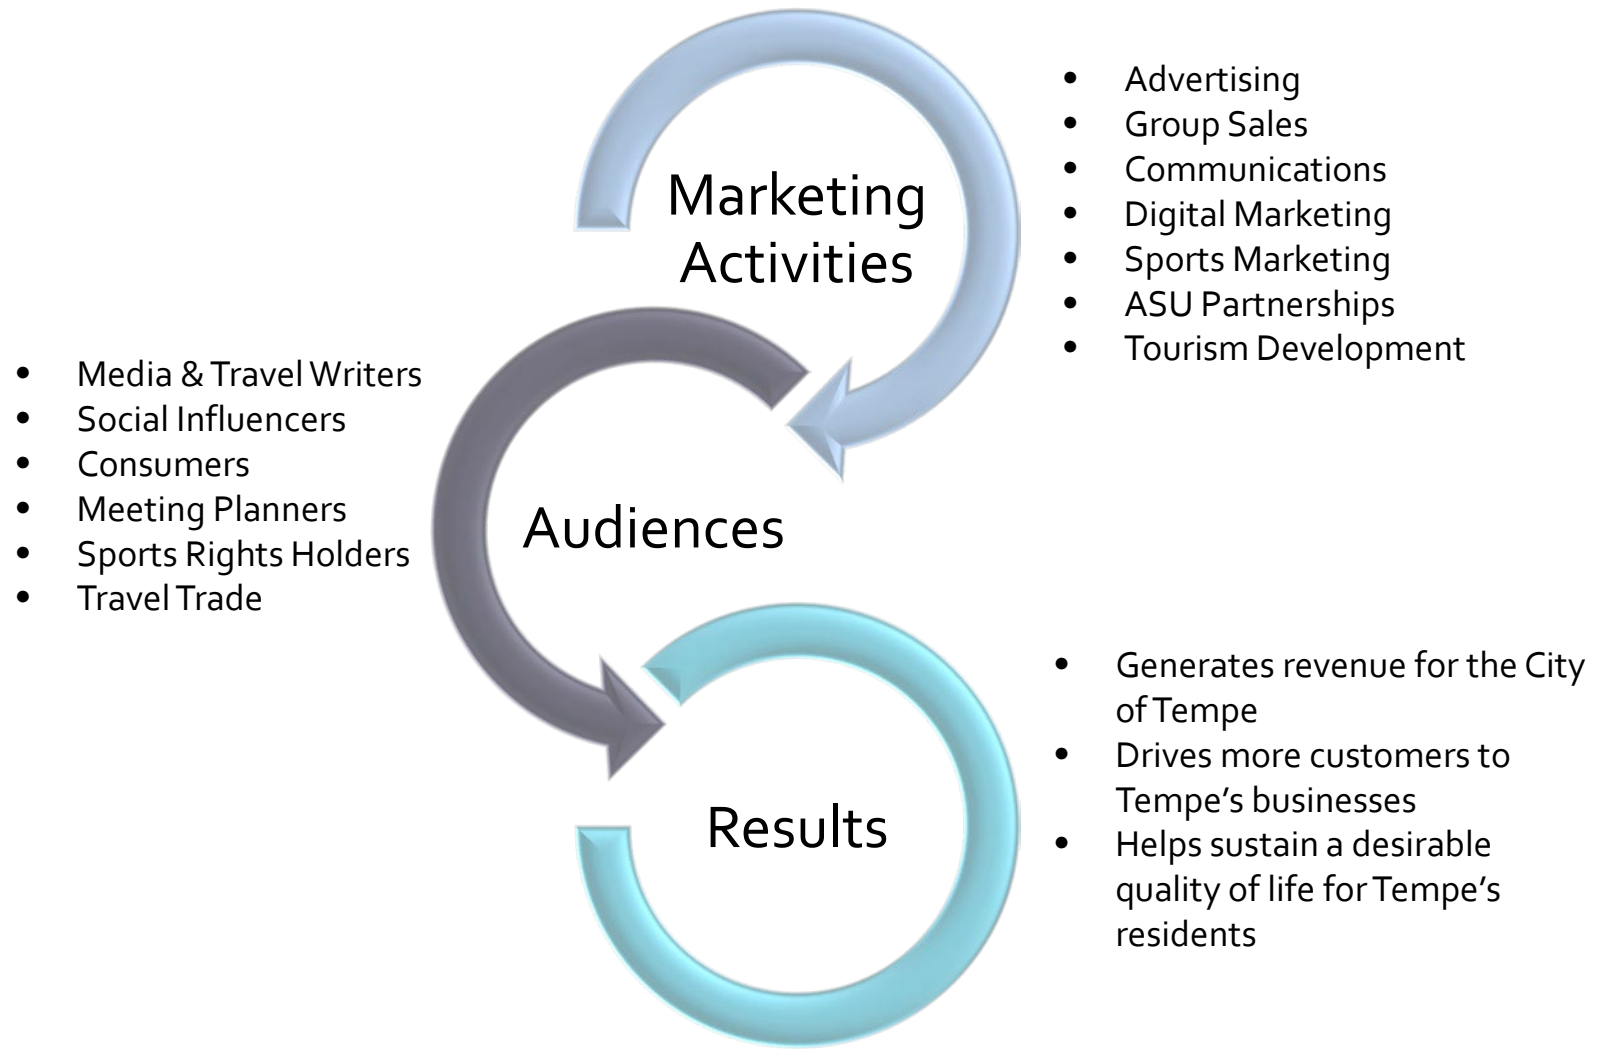 Marketing
Activities
• Advertising
• Group Sales
• Communications
• Digital Marketing
• Sports Marketing
• ASU Partnerships
• Tourism Development
Audiences
• Media & Travel Writers
• Social Influencers
• Consumers
• Meeting Planners
• Sports Rights Holders
• Travel Trade
Results
• Generates revenue for the City
of Tempe
• Drives more customers to
Tempe’s businesses
• Helps sustain a desirable
quality of life for Tempe’s
residents